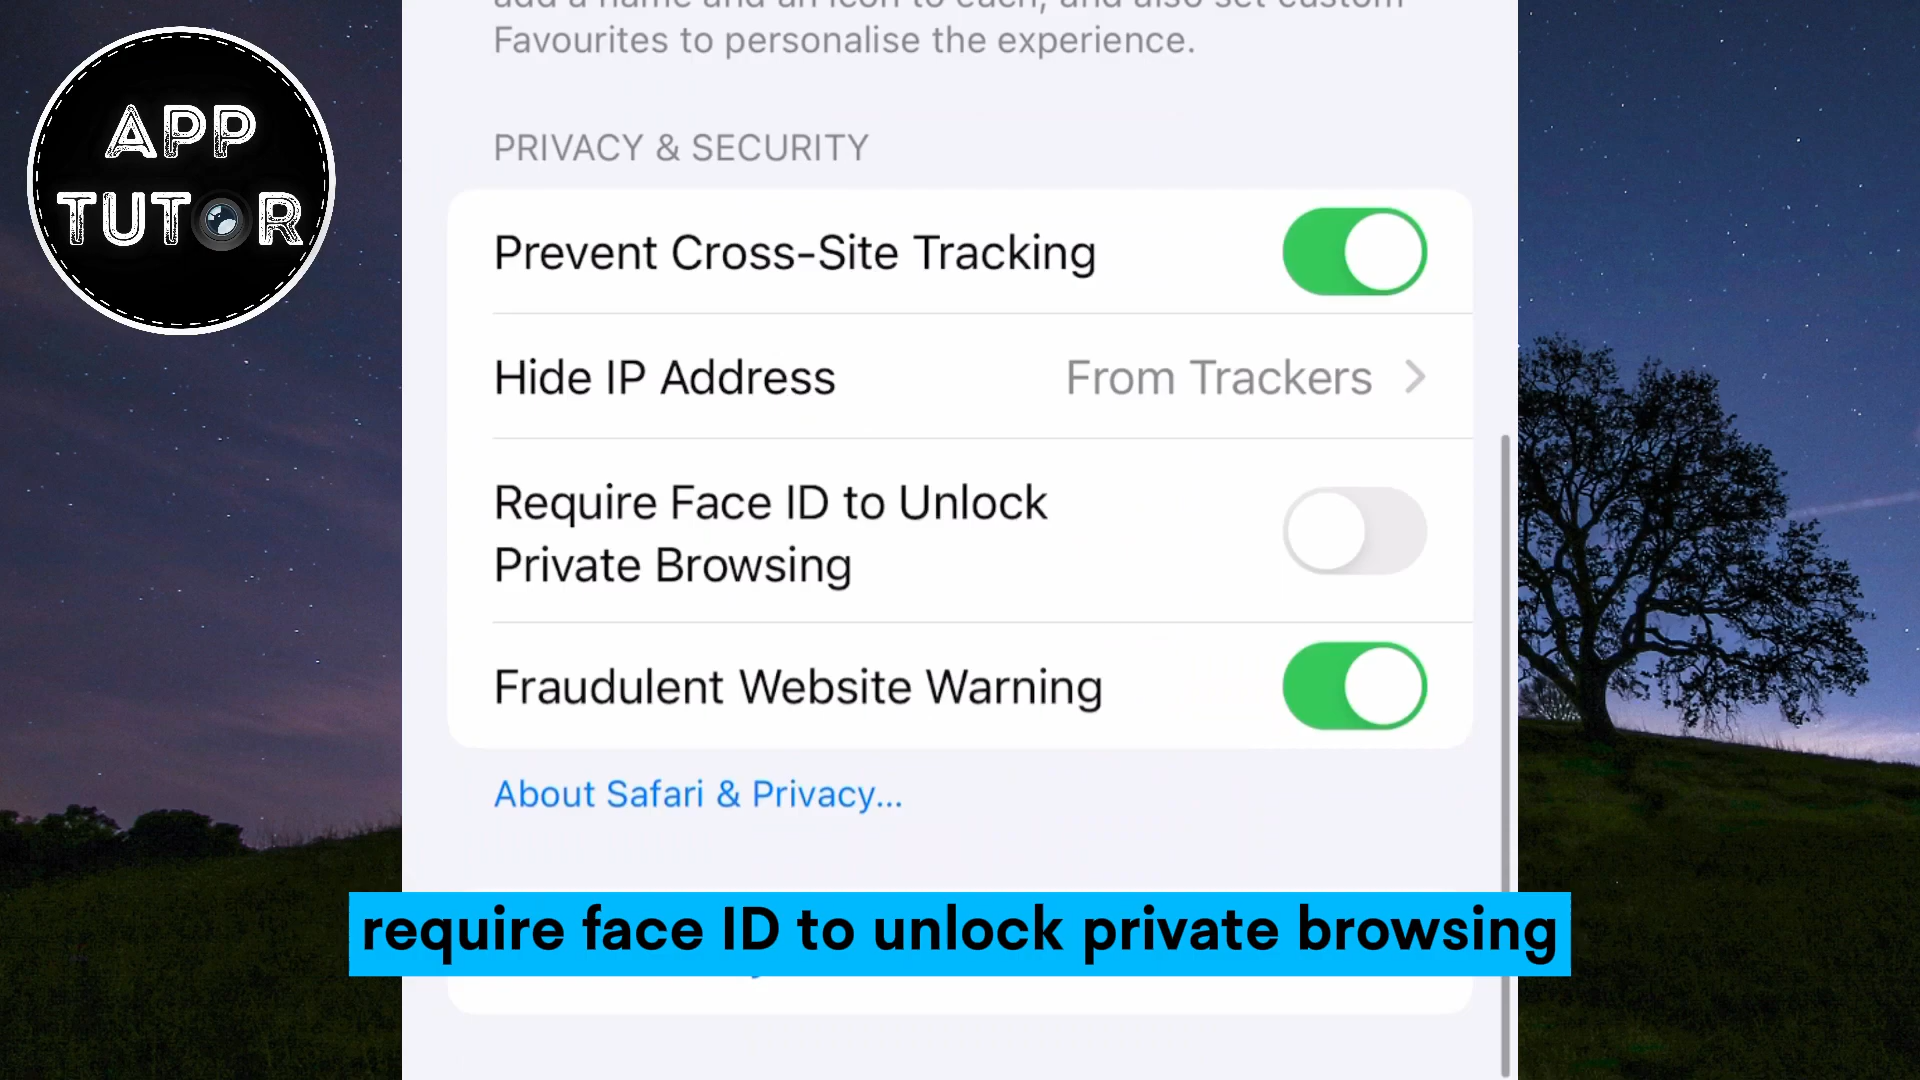 APP
TUTOR
add a name and an icon to each, and also set custom
Favourites to personalise the experience.
PRIVACY & SECURITY
Prevent Cross-Site Tracking
Hide IP Address From Trackers
Require Face ID to Unlock
Private Browsing
Fraudulent Website Warning
About Safari & Privacy...
require face ID to unlock private browsing